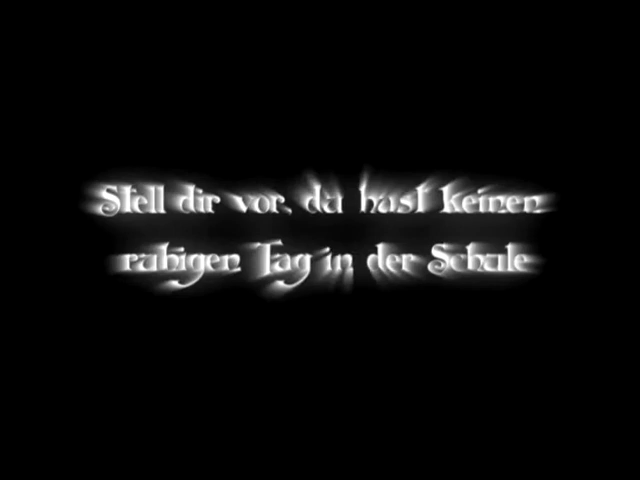 Stell dir vor, du hast keinen
ruhigen Tag in der Schule